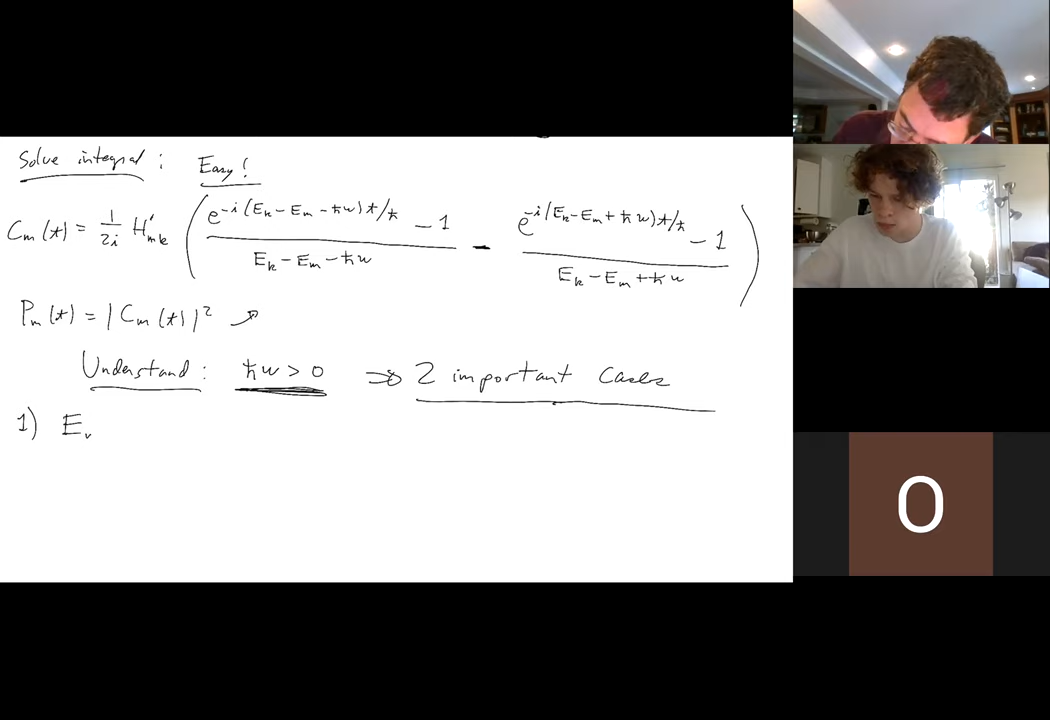 Solve integral : Easy!
Cₘ(t) = 1/2i H'ₘₖ ( (e^(-i(Eₖ-Eₘ-ħω)t/ħ) - 1)/(Eₖ-Eₘ-ħω) - (e^(-i(Eₖ-Eₘ+ħω)t/ħ) - 1)/(Eₖ-Eₘ+ħω) )
Pₘ(t) = |Cₘ(t)|² ↗
Understand : ħω > 0 ⇒ 2 important Cases
1) E
O